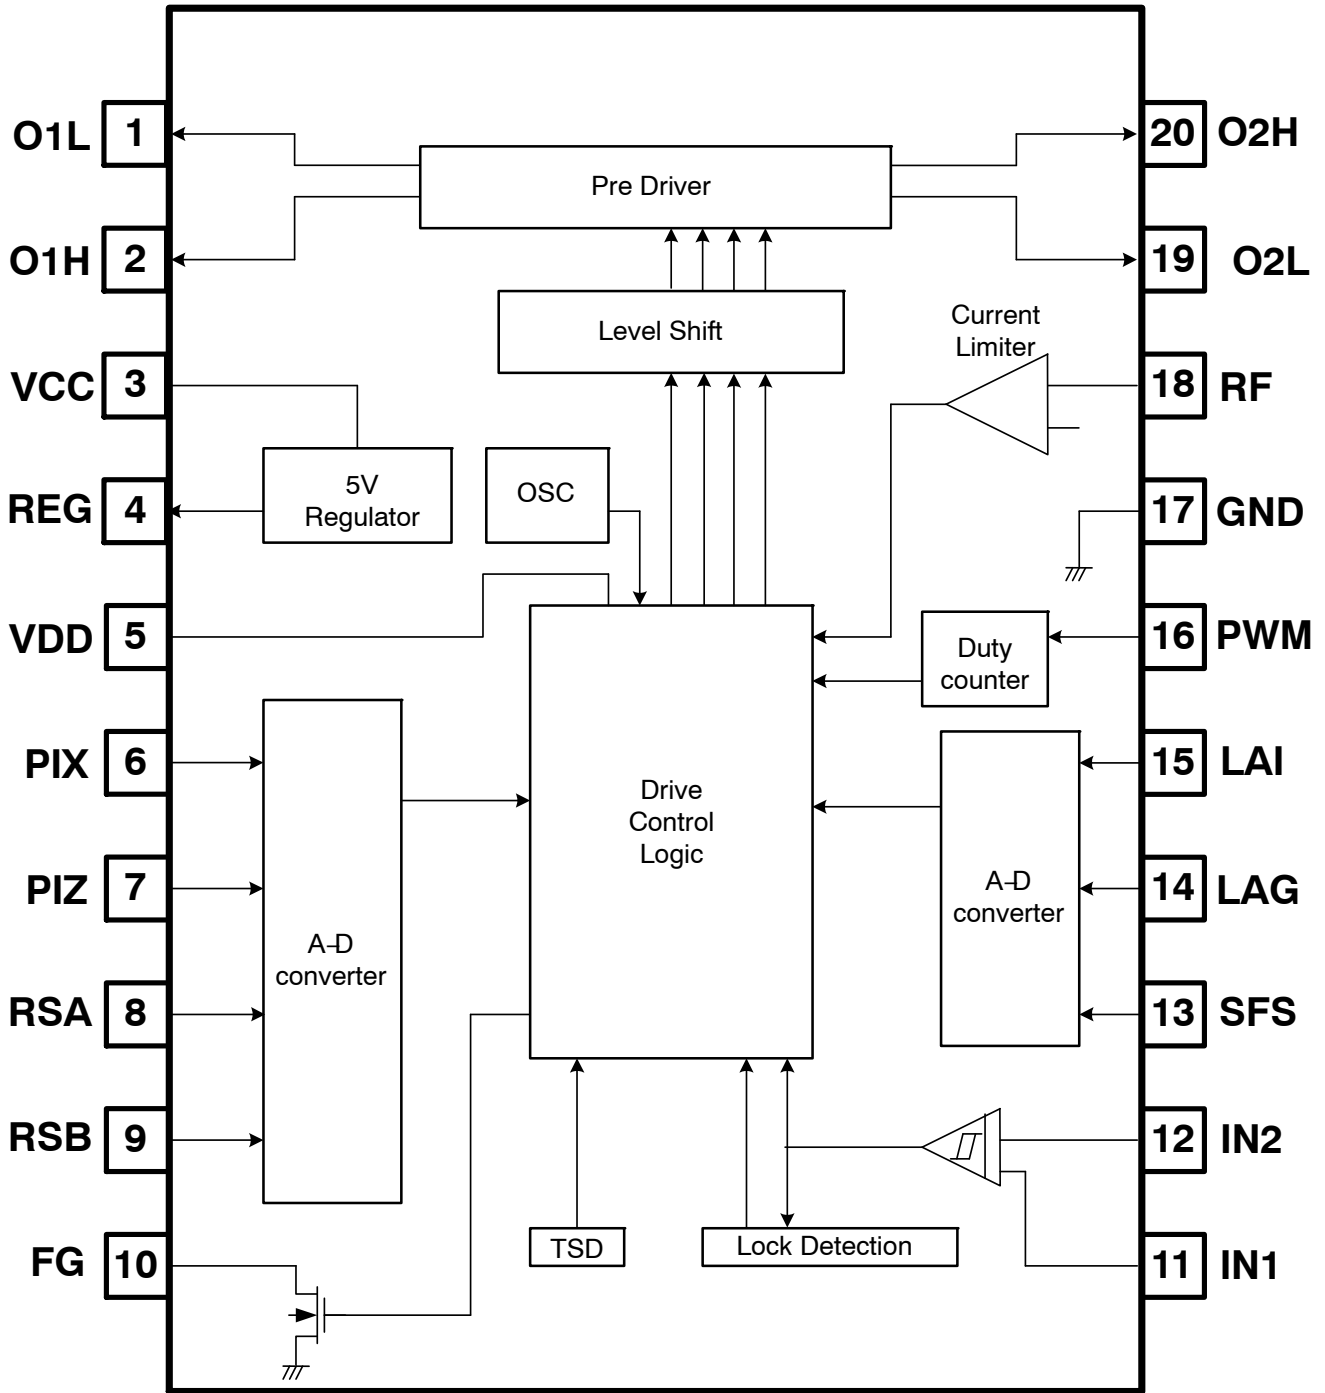 O1L 1
20 O2H
Pre Driver
O1H 2
19 O2L
Level Shift
Current
Limiter
VCC 3
18 RF
5V
Regulator
OSC
REG 4
17 GND
VDD 5
16 PWM
Duty
counter
PIX 6
15 LAI
Drive
Control
Logic
PIZ 7
14 LAG
A-D
converter
A-D
converter
RSA 8
13 SFS
RSB 9
12 IN2
TSD
Lock Detection
FG 10
11 IN1